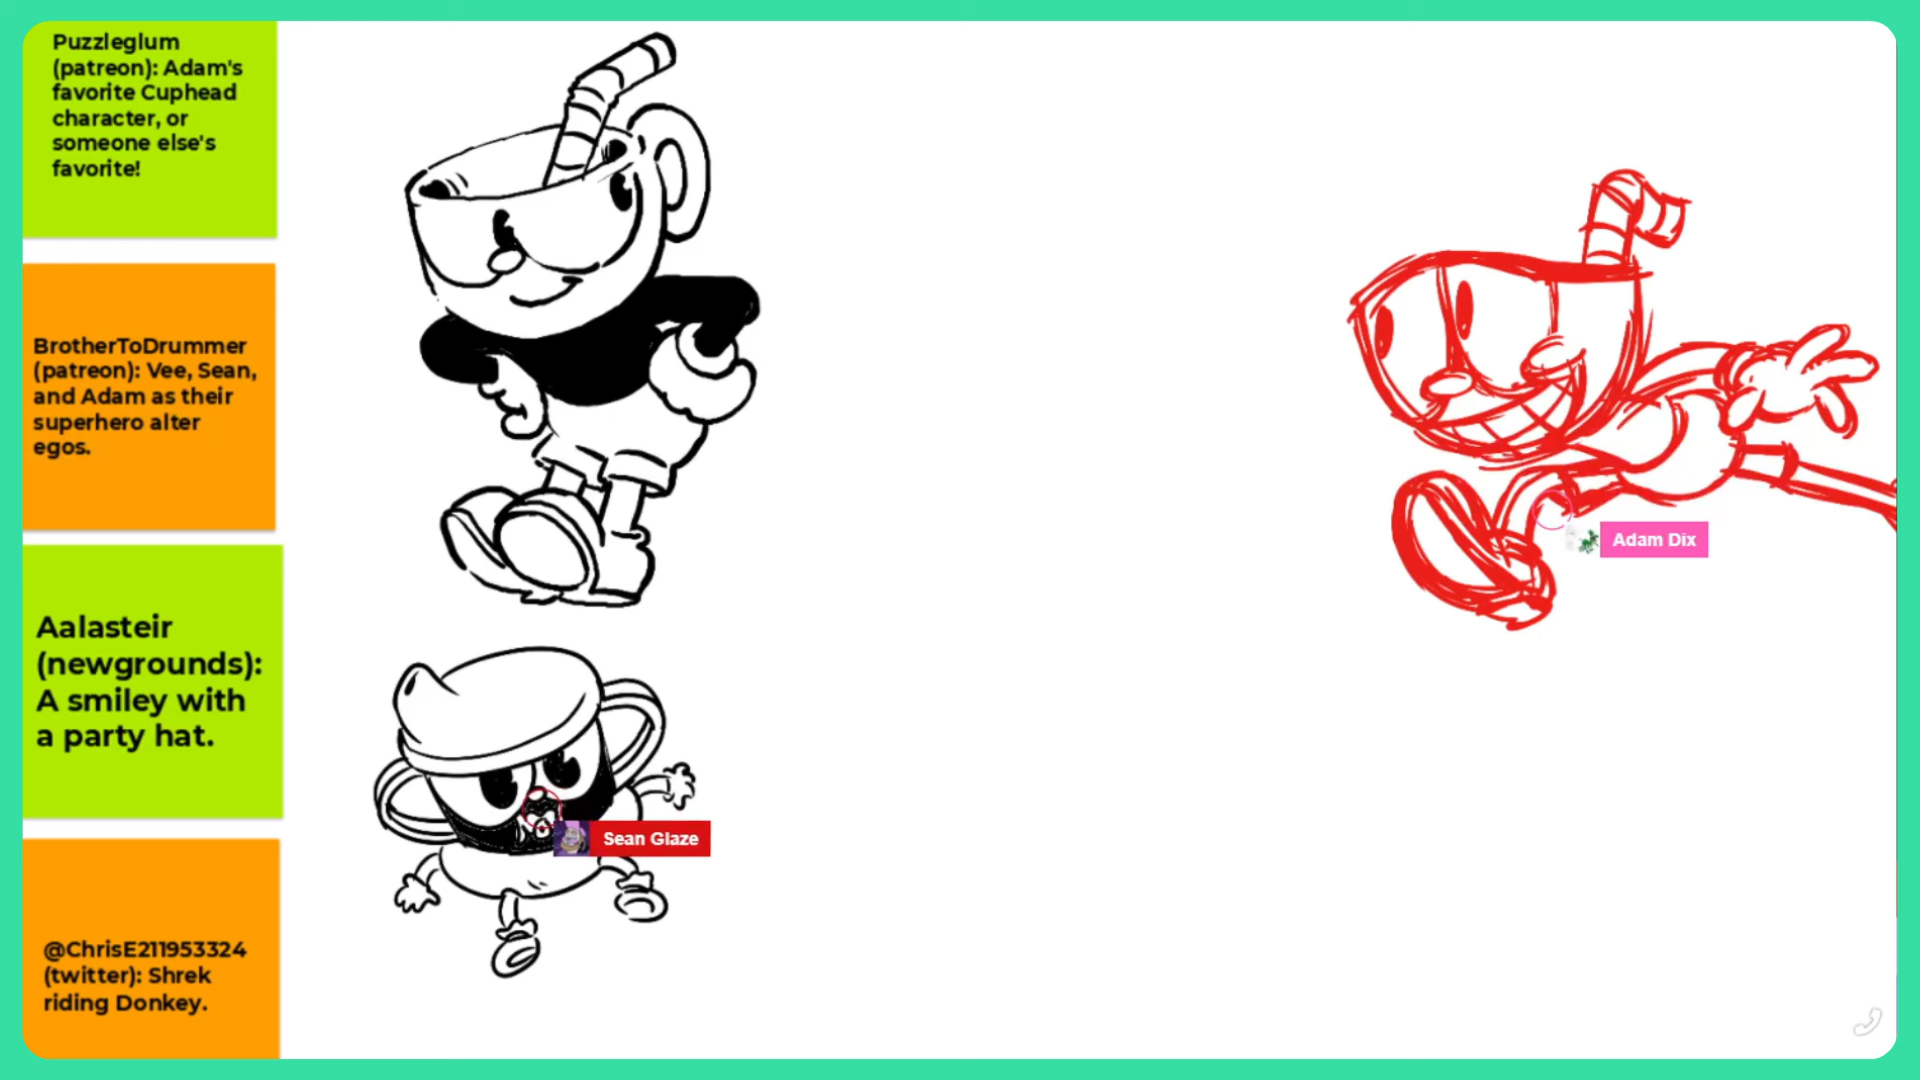 Puzzleglum
(patreon): Adam's
favorite Cuphead
character, or
someone else's
favorite!
BrotherToDrummer
(patreon): Vee, Sean,
and Adam as their
superhero alter
egos.
Adam Dix
Aalasteir
(newgrounds):
A smiley with
a party hat.
Sean Glaze
@ChrisE211953324
(twitter): Shrek
riding Donkey.